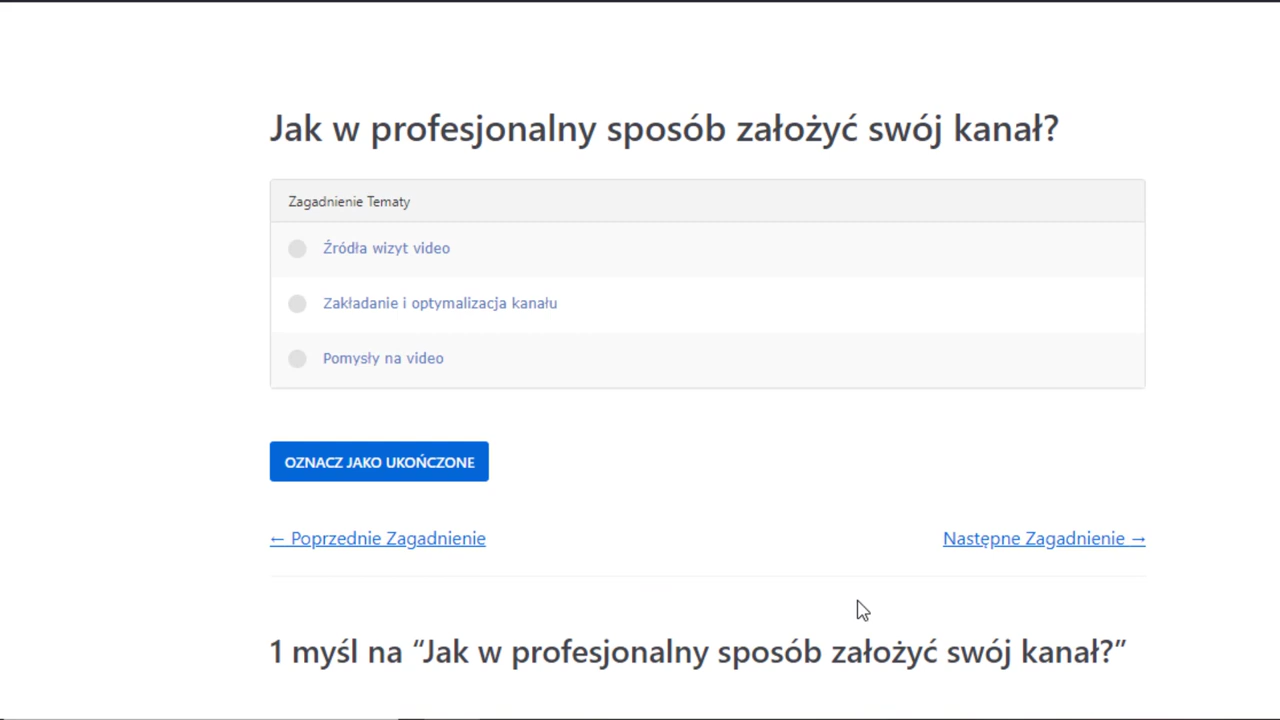 Jak w profesjonalny sposób założyć swój kanał?
Zagadnienie Tematy
Źródła wizyt video
Zakładanie i optymalizacja kanału
Pomysły na video
OZNACZ JAKO UKOŃCZONE
← Poprzednie Zagadnienie
Następne Zagadnienie →
1 myśl na “Jak w profesjonalny sposób założyć swój kanał?”